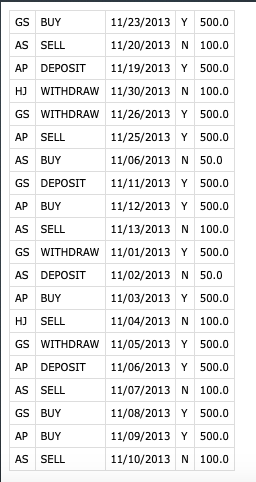 GS BUY 11/23/2013 Y 500.0
AS SELL 11/20/2013 N 100.0
AP DEPOSIT 11/19/2013 Y 500.0
HJ WITHDRAW 11/30/2013 N 100.0
GS WITHDRAW 11/26/2013 Y 500.0
AP SELL 11/25/2013 Y 500.0
AS BUY 11/06/2013 N 50.0
GS DEPOSIT 11/11/2013 Y 500.0
AP BUY 11/12/2013 Y 500.0
AS SELL 11/13/2013 N 100.0
GS WITHDRAW 11/01/2013 Y 500.0
AS DEPOSIT 11/02/2013 N 50.0
AP BUY 11/03/2013 Y 500.0
HJ SELL 11/04/2013 N 100.0
GS WITHDRAW 11/05/2013 Y 500.0
AP DEPOSIT 11/06/2013 Y 500.0
AS SELL 11/07/2013 N 100.0
GS BUY 11/08/2013 Y 500.0
AP BUY 11/09/2013 Y 500.0
AS SELL 11/10/2013 N 100.0